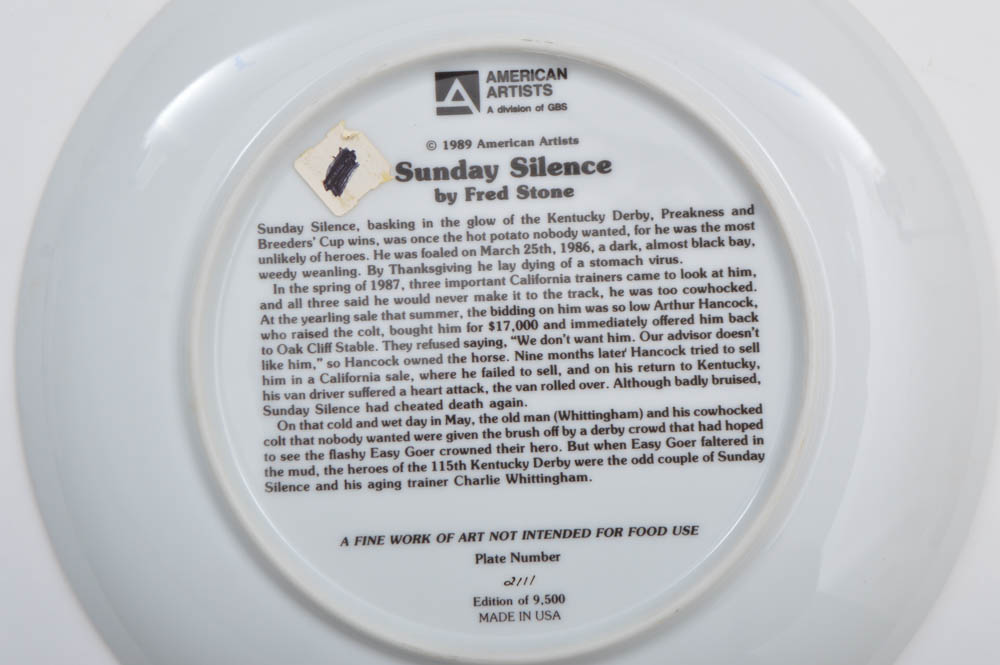 AMERICAN
ARTISTS
A division of GBS
© 1989 American Artists
Sunday Silence
by Fred Stone
Sunday Silence, basking in the glow of the Kentucky Derby, Preakness and
Breeders' Cup wins, was once the hot potato nobody wanted, for he was the most
unlikely of heroes. He was foaled on March 25th, 1986, a dark, almost black bay,
weedy weanling. By Thanksgiving he lay dying of a stomach virus.
In the spring of 1987, three important California trainers came to look at him,
and all three said he would never make it to the track, he was too cowhocked.
At the yearling sale that summer, the bidding on him was so low Arthur Hancock,
who raised the colt, bought him for $17,000 and immediately offered him back
to Oak Cliff Stable. They refused saying, "We don't want him. Our advisor doesn't
like him," so Hancock owned the horse. Nine months later Hancock tried to sell
him in a California sale, where he failed to sell, and on his return to Kentucky,
his van driver suffered a heart attack, the van rolled over. Although badly bruised,
Sunday Silence had cheated death again.
On that cold and wet day in May, the old man (Whittingham) and his cowhocked
colt that nobody wanted were given the brush off by a derby crowd that had hoped
to see the flashy Easy Goer crowned their hero. But when Easy Goer faltered in
the mud, the heroes of the 115th Kentucky Derby were the odd couple of Sunday
Silence and his aging trainer Charlie Whittingham.
A FINE WORK OF ART NOT INTENDED FOR FOOD USE
Plate Number
2111
Edition of 9,500
MADE IN USA